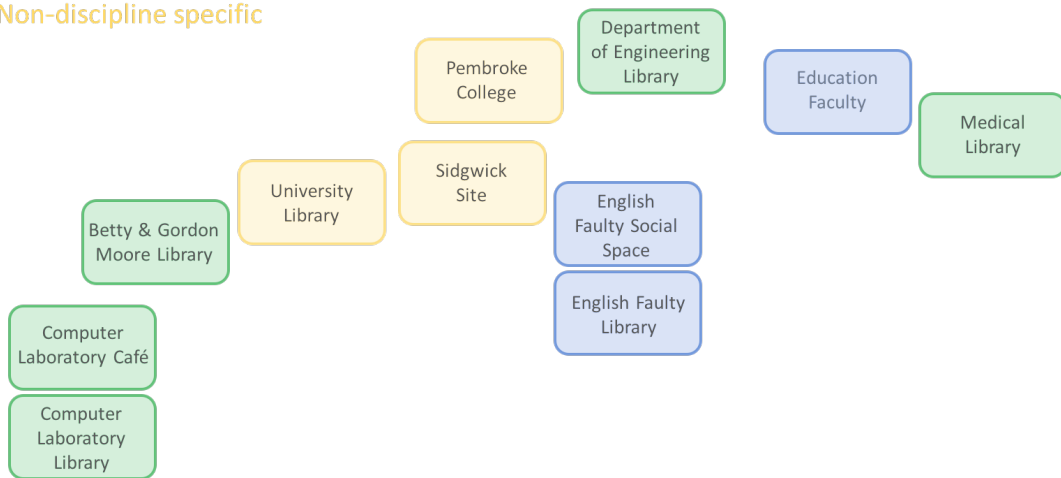 Non-discipline specific
Department
of Engineering
Library
Pembroke
College
Education
Faculty
Medical
Library
Sidgwick
Site
University
Library
English
Faulty Social
Space
Betty & Gordon
Moore Library
English Faulty
Library
Computer
Laboratory Café
Computer
Laboratory
Library